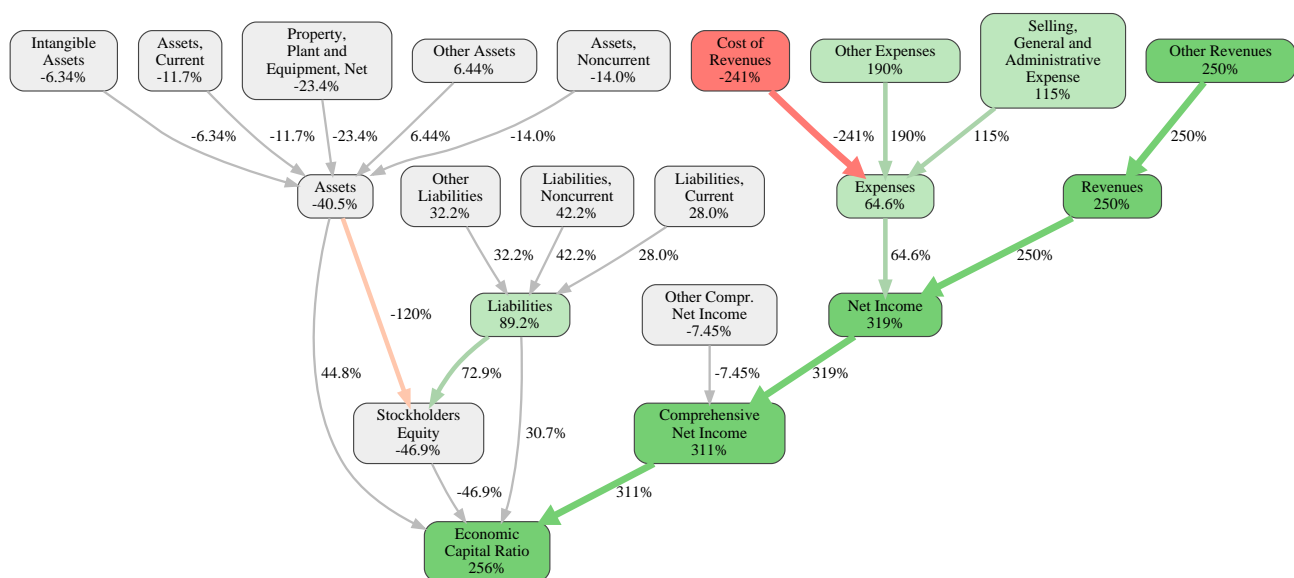 Intangible
Assets
-6.34%
Assets,
Current
-11.7%
Property,
Plant and
Equipment, Net
-23.4%
Other Assets
6.44%
Assets,
Noncurrent
-14.0%
Cost of
Revenues
-241%
Other Expenses
190%
Selling,
General and
Administrative
Expense
115%
Other Revenues
250%
-6.34%
-11.7%
-23.4%
6.44%
-14.0%
-241%
190%
115%
250%
Assets
-40.5%
Other
Liabilities
32.2%
Liabilities,
Noncurrent
42.2%
Liabilities,
Current
28.0%
Expenses
64.6%
Revenues
250%
32.2%
42.2%
28.0%
64.6%
250%
-120%
Liabilities
89.2%
Other Compr.
Net Income
-7.45%
Net Income
319%
44.8%
72.9%
-7.45%
319%
Stockholders
Equity
-46.9%
30.7%
Comprehensive
Net Income
311%
-46.9%
311%
Economic
Capital Ratio
256%